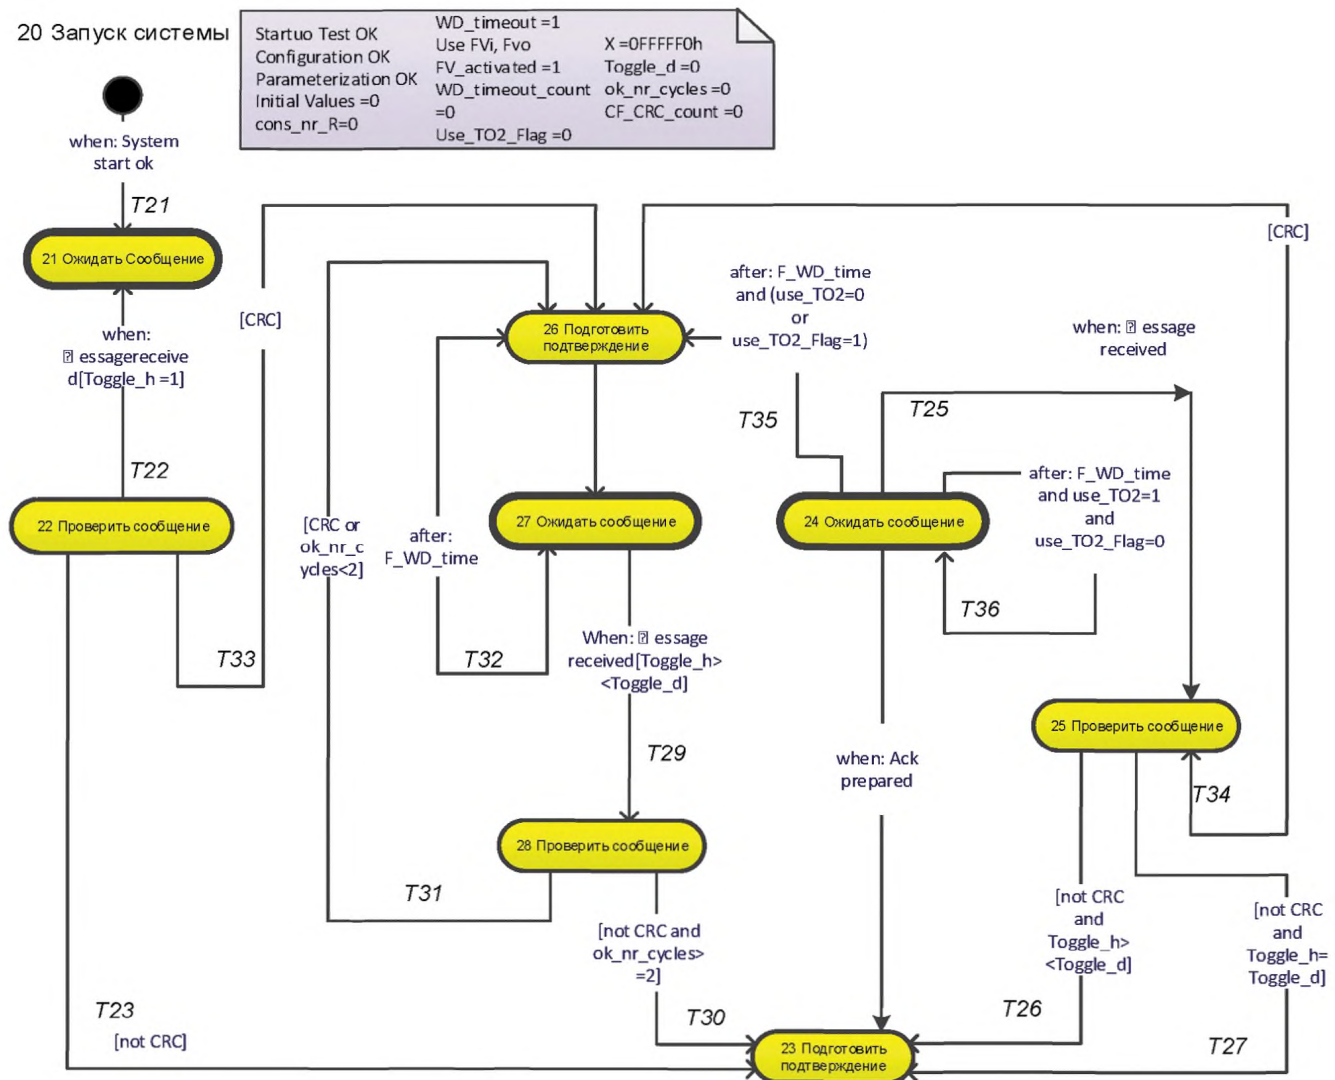 20 Запуск системы
Startuo Test OK
Configuration OK
Parameterization OK
Initial Values =0
cons_nr_R=0
WD_timeout =1
Use FVi, Fvo
FV_activated =1
WD_timeout_count
=0
Use_TO2_Flag =0
X =0FFFFF0h
Toggle_d =0
ok_nr_cycles =0
CF_CRC_count =0
when: System
start ok
T21
21 Ожидать Сообщение
when:
⍰ essagereceive
d[Toggle_h =1]
T22
22 Проверить сообщение
[CRC]
T33
T23
[not CRC]
26 Подготовить
подтверждение
[CRC or
ok_nr_c
ycles<2]
after:
F_WD_time
T32
27 Ожидать сообщение
When: ⍰ essage
received[Toggle_h>
<Toggle_d]
T29
28 Проверить сообщение
T31
[not CRC and
ok_nr_cycles>
=2]
T30
after: F_WD_time
and (use_TO2=0
or
use_TO2_Flag=1)
T35
24 Ожидать сообщение
T25
when: ⍰ essage
received
[CRC]
after: F_WD_time
and use_TO2=1
and
use_TO2_Flag=0
T36
when: Ack
prepared
25 Проверить сообщение
T34
[not CRC
and
Toggle_h>
<Toggle_d]
T26
[not CRC
and
Toggle_h=
Toggle_d]
T27
23 Подготовить
подтверждение